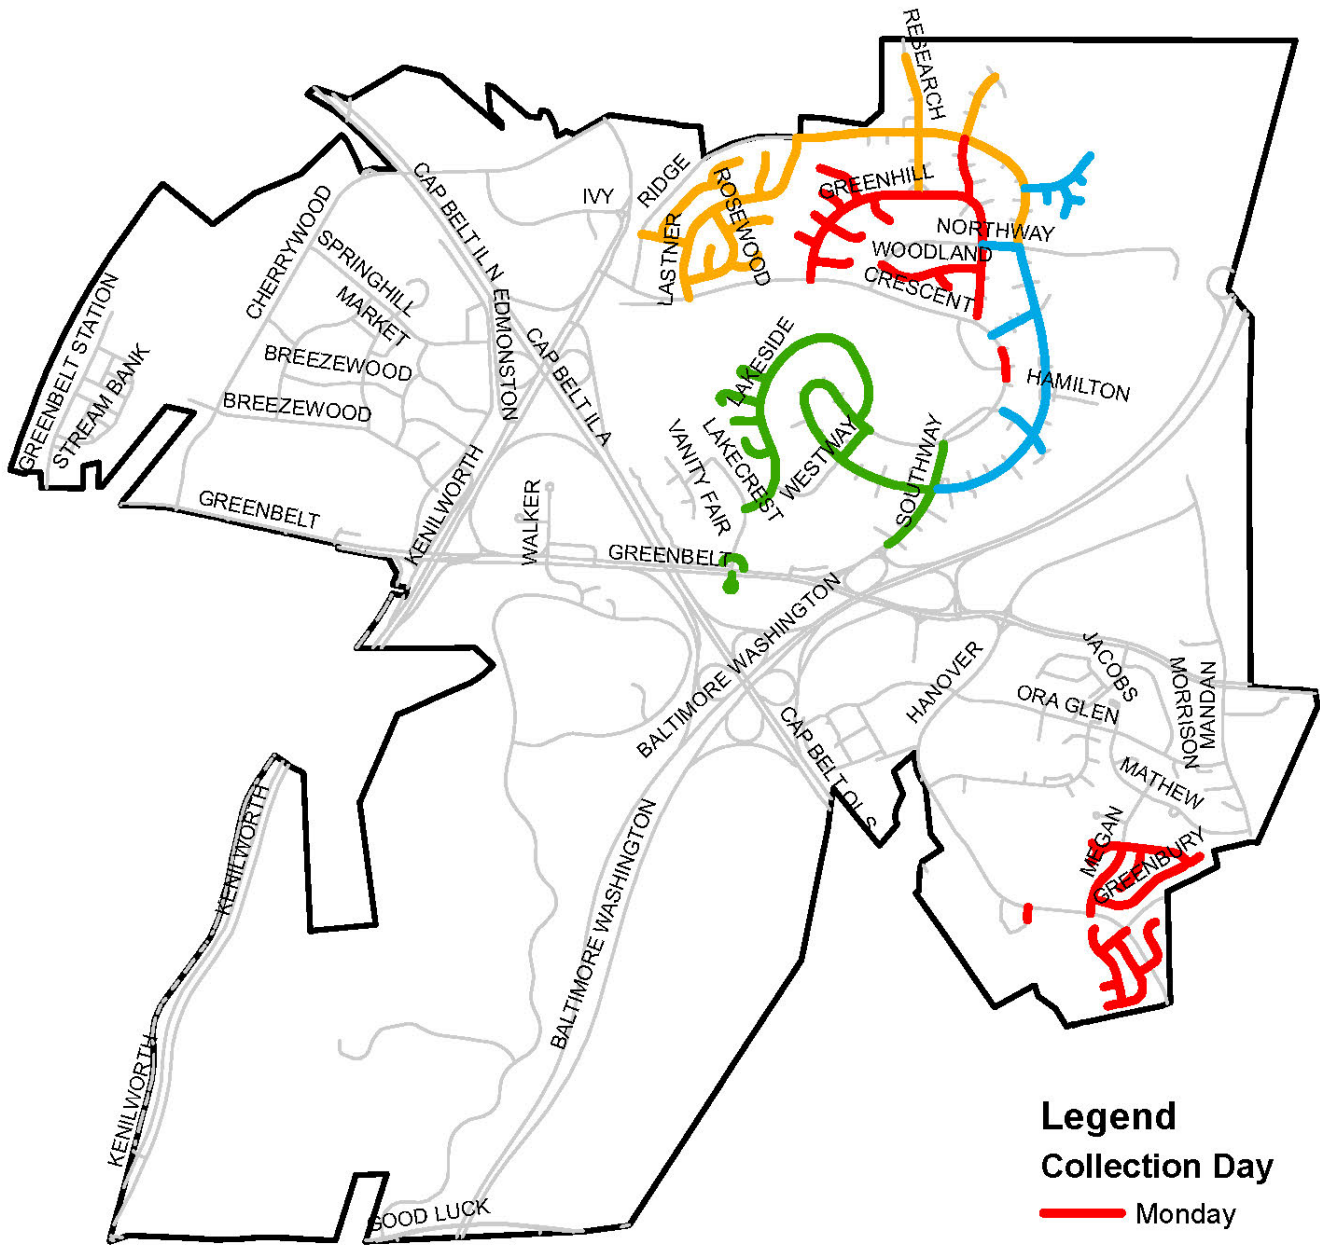 RESEARCH
CAP BELT IL N
IVY
RIDGE
ROSEWOOD
GREENHILL
CHERRYWOOD
SPRINGHILL
LASTNER
NORTHWAY
WOODLAND
CRESCENT
MARKET
EDMONSTON
GREENBELT STATION
STREAM BANK
BREEZEWOOD
BREEZEWOOD
CAP BELT IL A
LAKESIDE
HAMILTON
VANITY FAIR
LAKECREST
WESTWAY
SOUTHWAY
GREENBELT
KENILWORTH
WALKER
GREENBELT
BALTIMORE WASHINGTON
HANOVER
JACOBS
ORA GLEN
MORRISON
MANDAN
CAP BELT OL S
MATHEW
MEGAN
GREENBURY
KENILWORTH
BALTIMORE WASHINGTON
KENILWORTH
GOOD LUCK
Legend
Collection Day
Monday